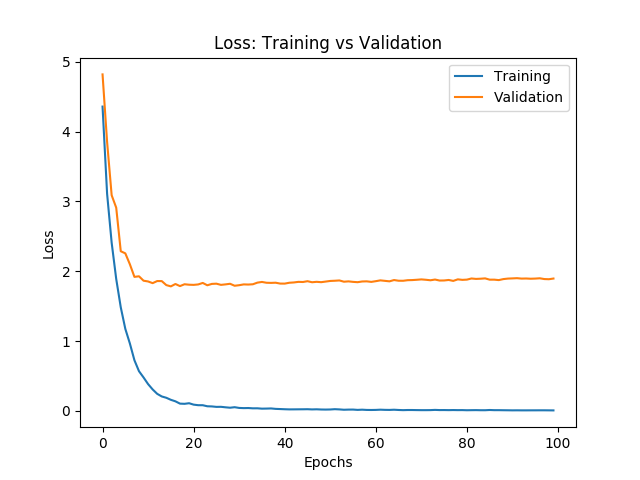 Loss: Training vs Validation
Training
Validation
5
4
3
2
1
0
Loss
0 20 40 60 80 100
Epochs